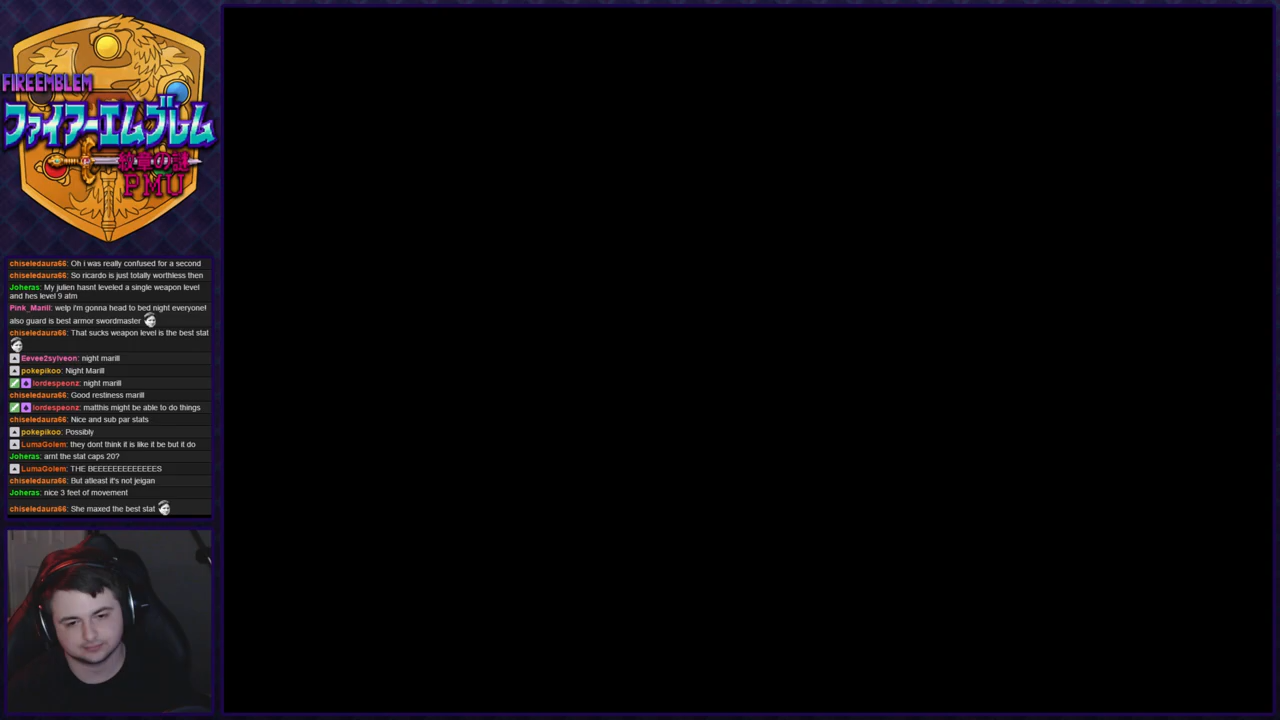 FIREEMBLEM
ファイアーエムブレム
紋章の謎
PMU
chiseledaura66: Oh i was really confused for a second
chiseledaura66: So ricardo is just totally worthless then
Joheras: My julien hasnt leveled a single weapon level
and hes level 9 atm
Pink_Marill: welp i'm gonna head to bed night everyone!
also guard is best armor swordmaster
chiseledaura66: That sucks weapon level is the best stat
Eevee2sylveon: night marill
pokepikoo: Night Marill
lordespeonz: night marill
chiseledaura66: Good restiness marill
lordespeonz: matthis might be able to do things
chiseledaura66: Nice and sub par stats
pokepikoo: Possibly
LumaGolem: they dont think it is like it be but it do
Joheras: arnt the stat caps 20?
LumaGolem: THE BEEEEEEEEEEEEES
chiseledaura66: But atleast it's not jeigan
Joheras: nice 3 feet of movement
chiseledaura66: She maxed the best stat